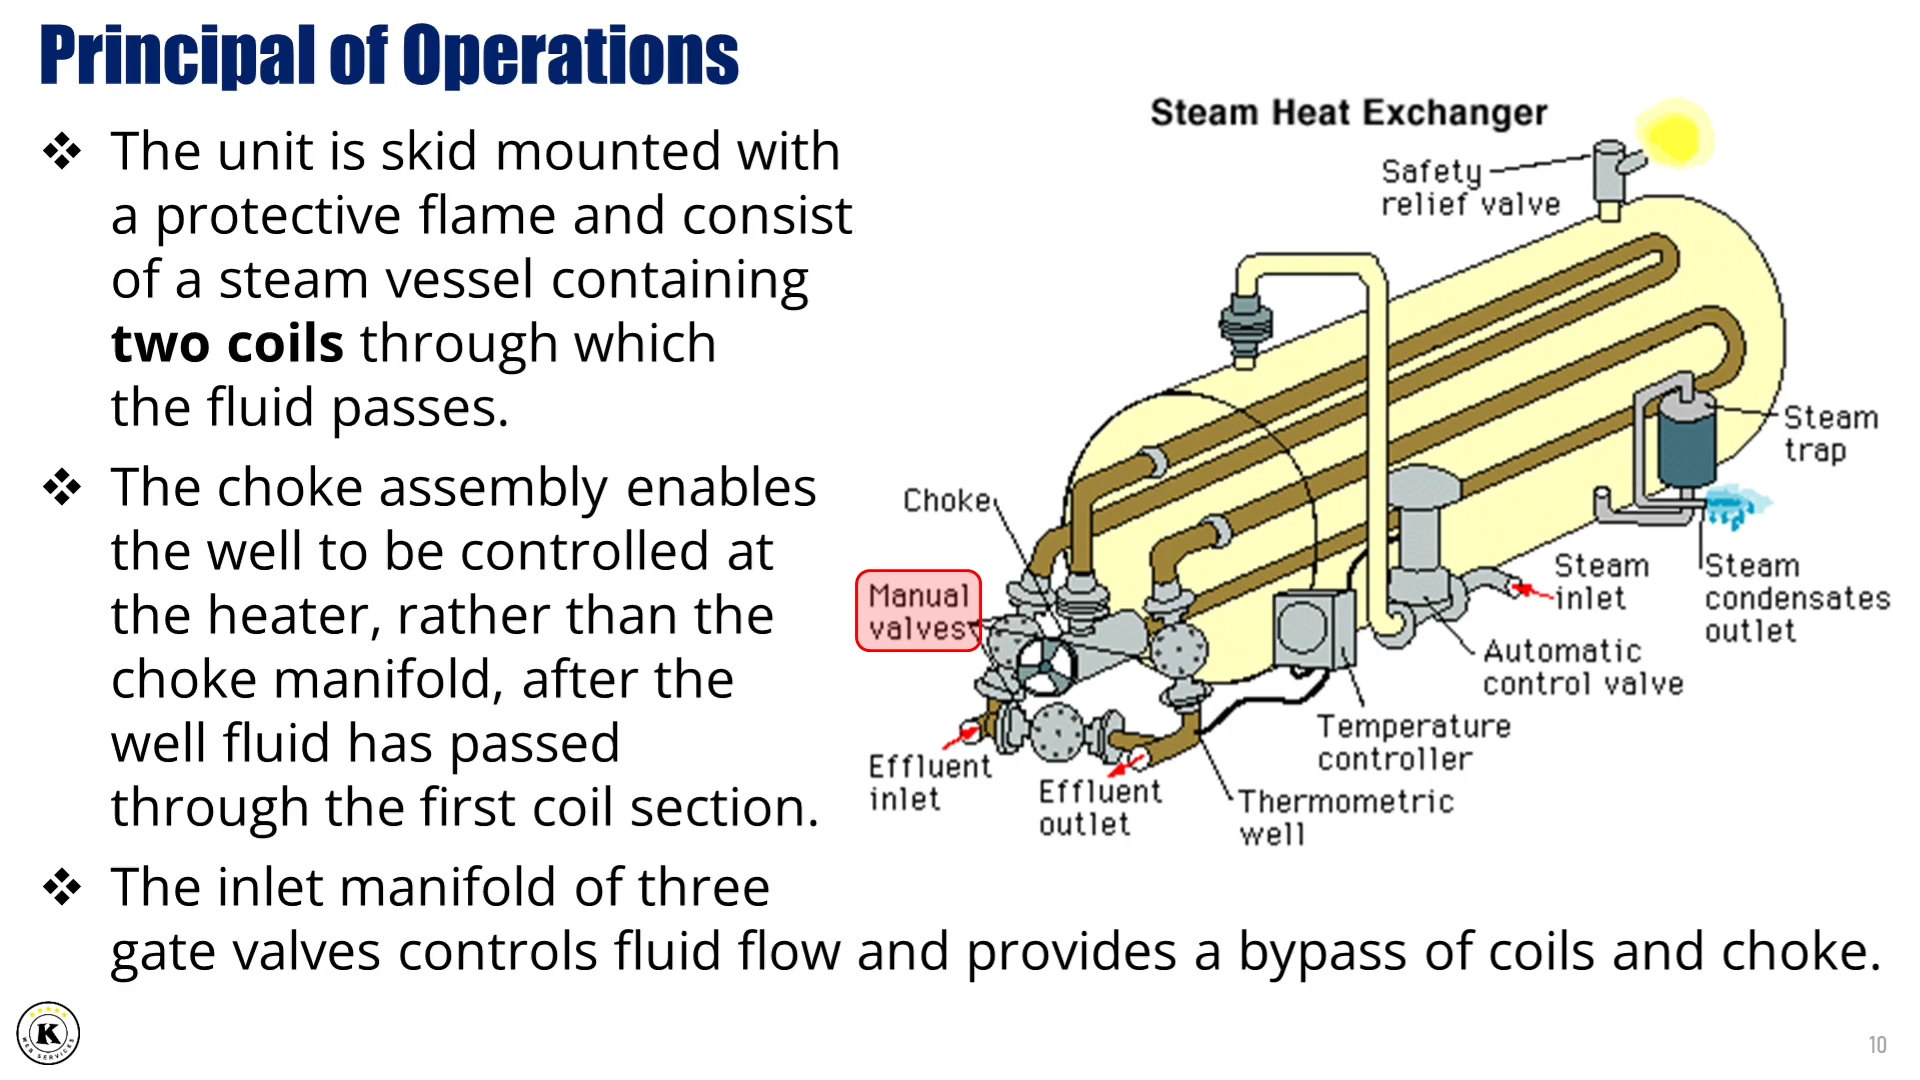 Principal of Operations
❖ The unit is skid mounted with
a protective flame and consist
of a steam vessel containing
two coils through which
the fluid passes.
❖ The choke assembly enables
the well to be controlled at
the heater, rather than the
choke manifold, after the
well fluid has passed
through the first coil section.
❖ The inlet manifold of three
gate valves controls fluid flow and provides a bypass of coils and choke.
Steam Heat Exchanger
Safety
relief valve
Steam
trap
Choke
Manual
valves
Steam
inlet
Steam
condensates
outlet
Automatic
control valve
Temperature
controller
Effluent
inlet
Effluent
outlet
Thermometric
well
K
WEB SERVICES
10